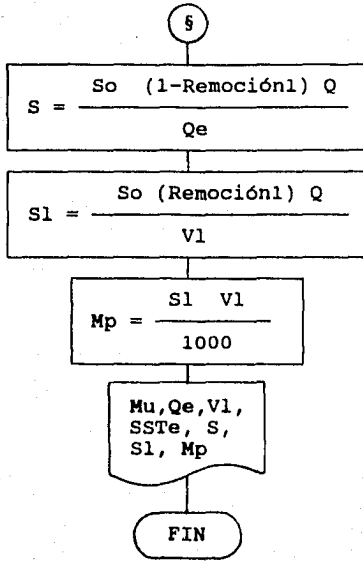 §
So (1-Remoción1) Q
S =
Qe
So (Remoción1) Q
S1 =
V1
S1 V1
Mp =
1000
Mu,Qe,V1,
SSTe, S,
S1, Mp
FIN